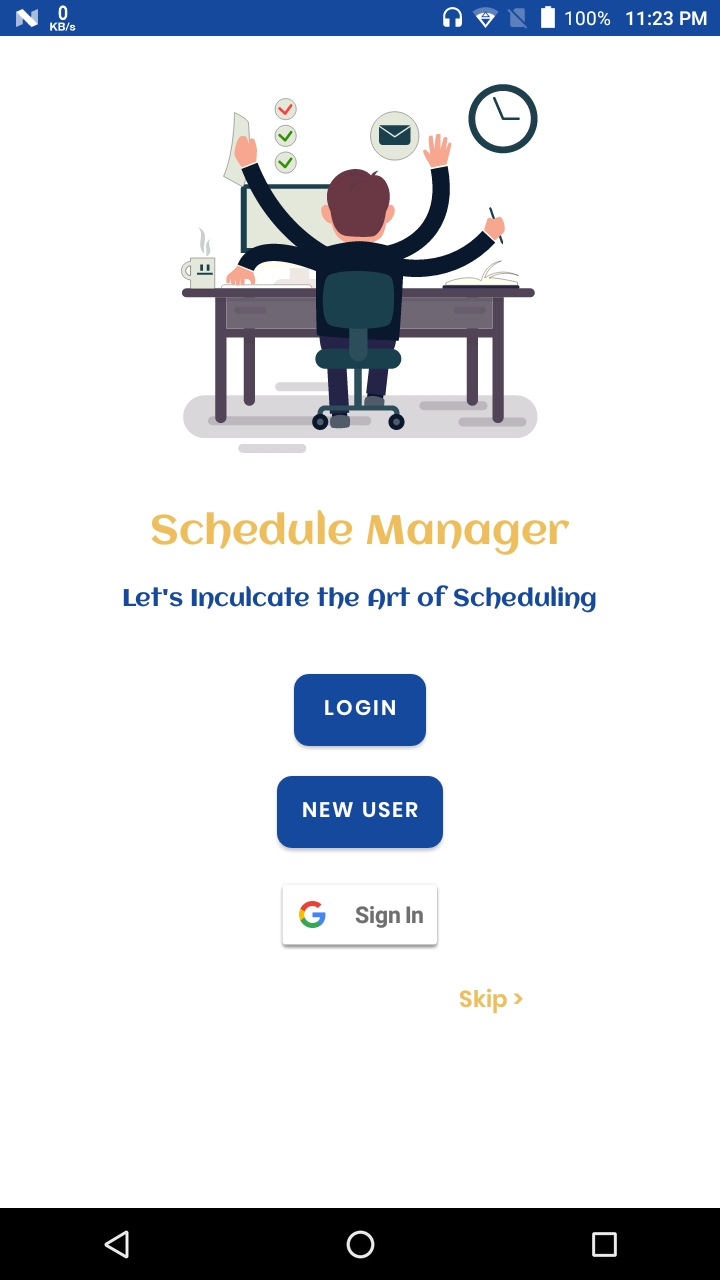 0
KB/s
100%
11:23 PM
Schedule Manager
Let's Inculcate the Art of Scheduling
LOGIN
NEW USER
Sign In
Skip >